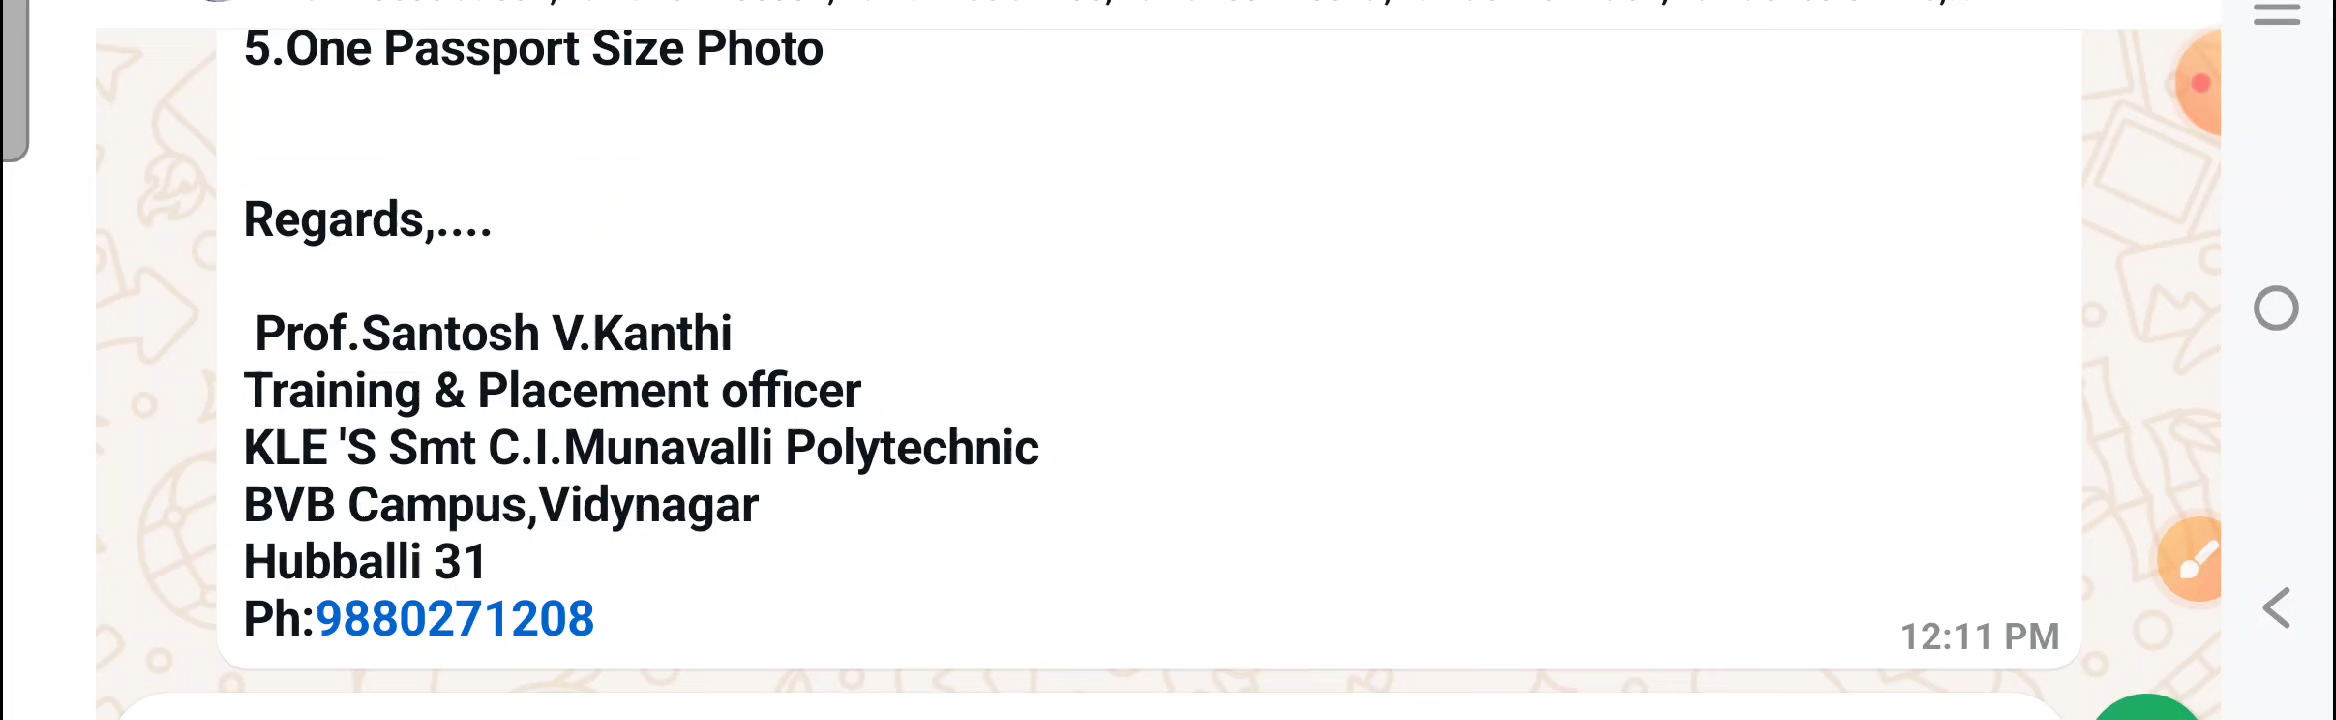 5.One Passport Size Photo
Regards,....
Prof.Santosh V.Kanthi
Training & Placement officer
KLE 'S Smt C.I.Munavalli Polytechnic
BVB Campus,Vidynagar
Hubballi 31
Ph:9880271208
12:11 PM